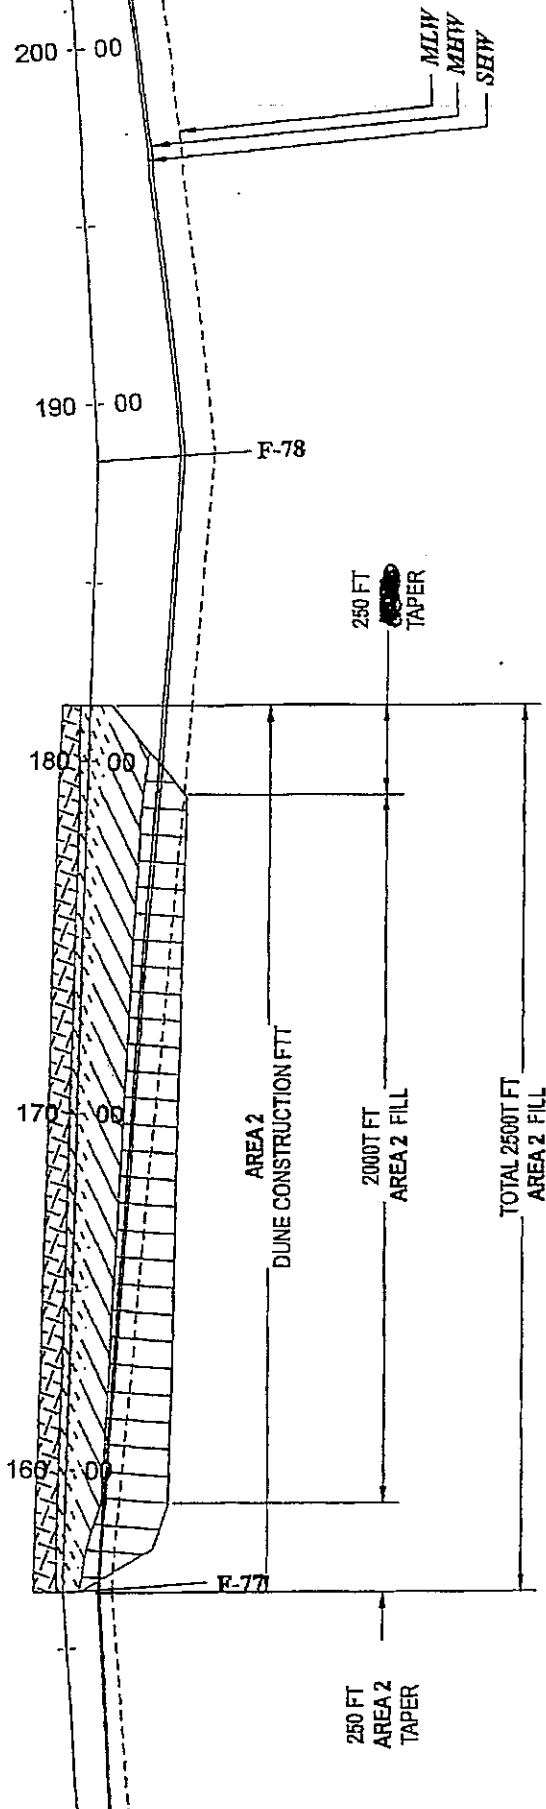 200 00
MLW
MHW
SHW
190 00
F-78
250 FT
TAPER
180 00
AREA 2
DUNE CONSTRUCTION FTT
2000T FT
AREA 2 FILL
TOTAL 2500T FT
AREA 2 FILL
170 00
160 00
F-77
250 FT
AREA 2
TAPER